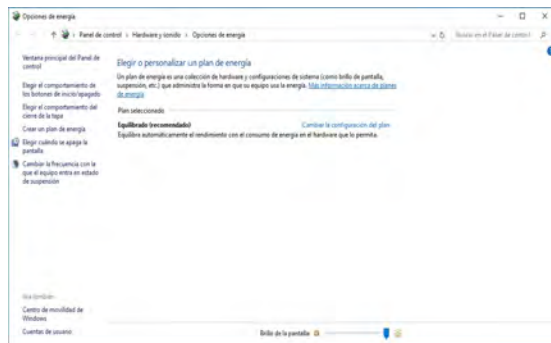 Opciones de energía
Panel de control › Hardware y sonido › Opciones de energía
Buscar en el Panel de control
Ventana principal del Panel de
control
Elegir el comportamiento de
los botones de inicio/apagado
Elegir el comportamiento del
cierre de la tapa
Crear un plan de energía
Elegir cuándo se apaga la
pantalla
Cambiar la frecuencia con la
que el equipo entra en estado
de suspensión
Elegir o personalizar un plan de energía
Un plan de energía es una colección de hardware y configuraciones de sistema (como brillo de pantalla,
suspensión, etc.) que administra la forma en que su equipo usa la energía. Más información acerca de planes
de energía
Plan seleccionado
Equilibrado (recomendado) Cambiar la configuración del plan
Equilibra automáticamente el rendimiento con el consumo de energía en el hardware que lo permita.
Vea también
Centro de movilidad de
Windows
Cuentas de usuario
Brillo de la pantalla